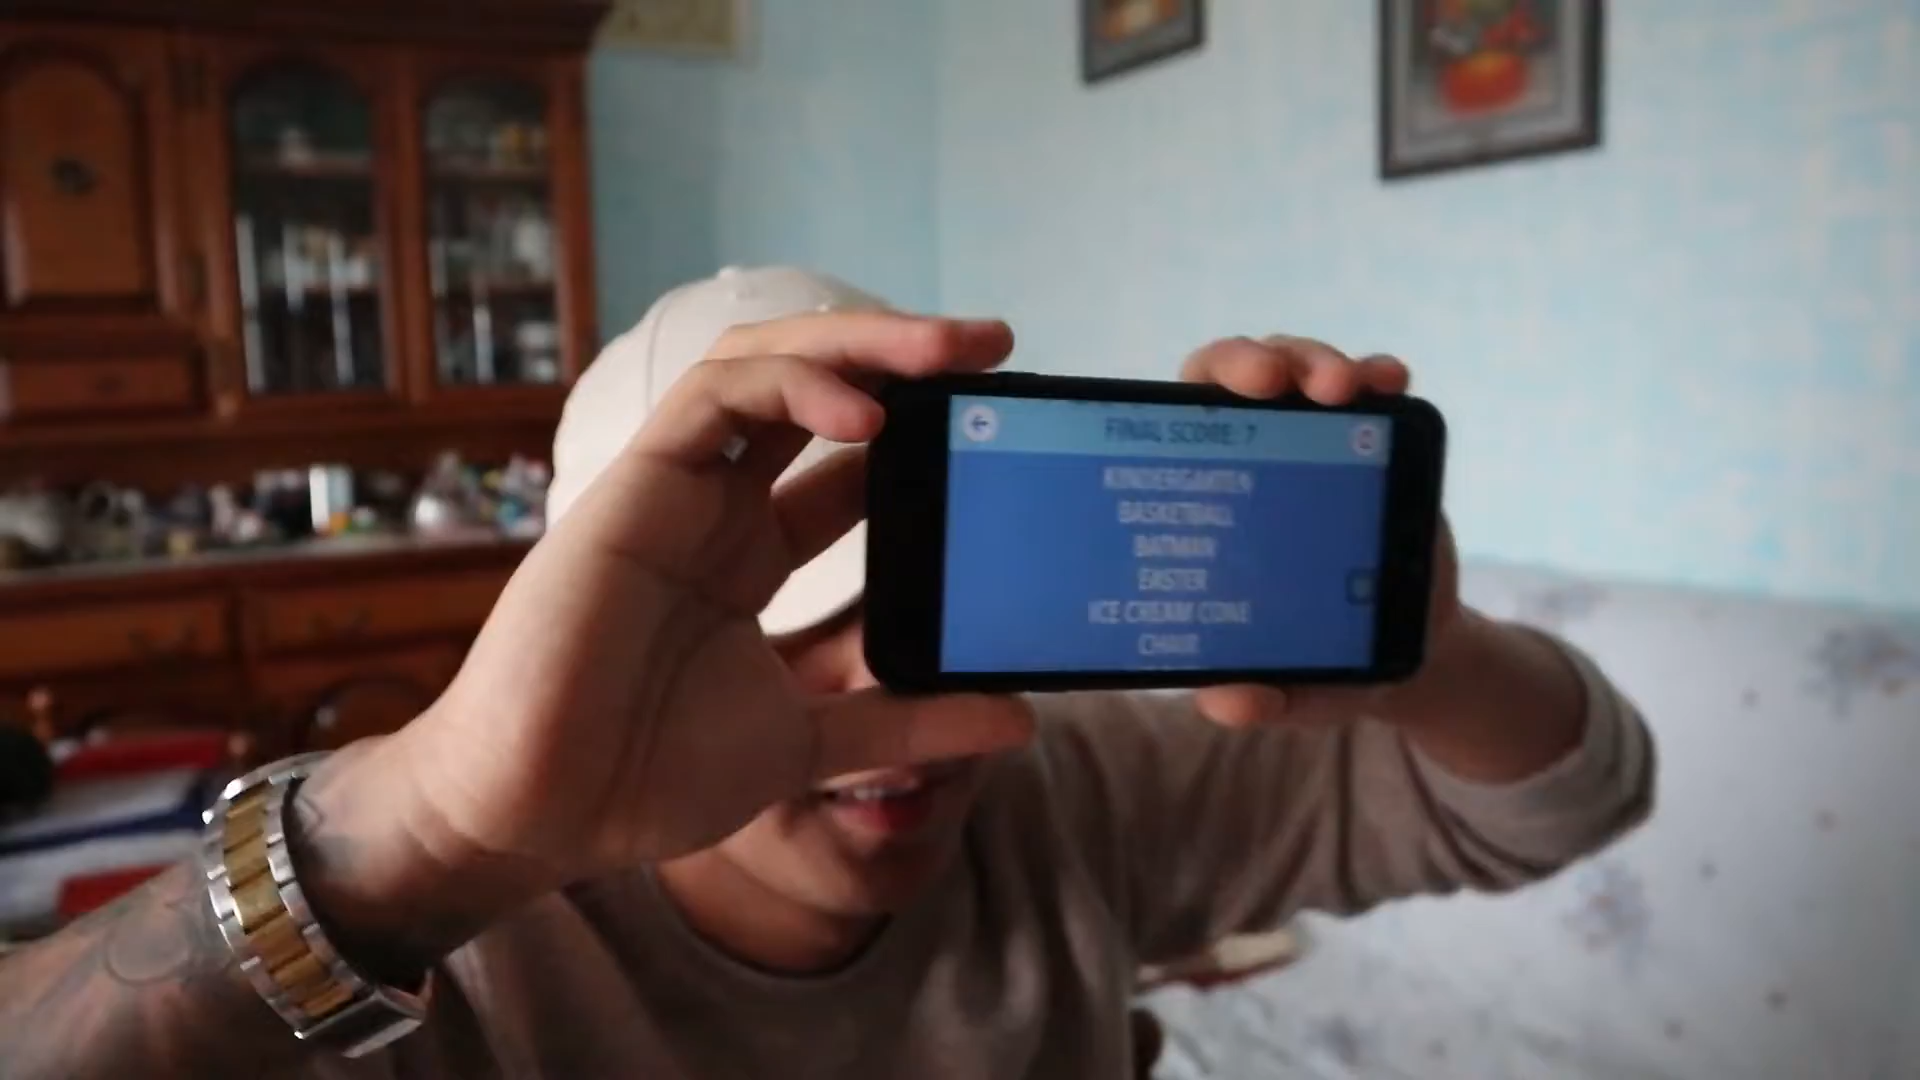 FINAL SCORE: 7
KINDERGARTEN
BASKETBALL
BATMAN
EASTER
ICE CREAM CONE
CHAIR